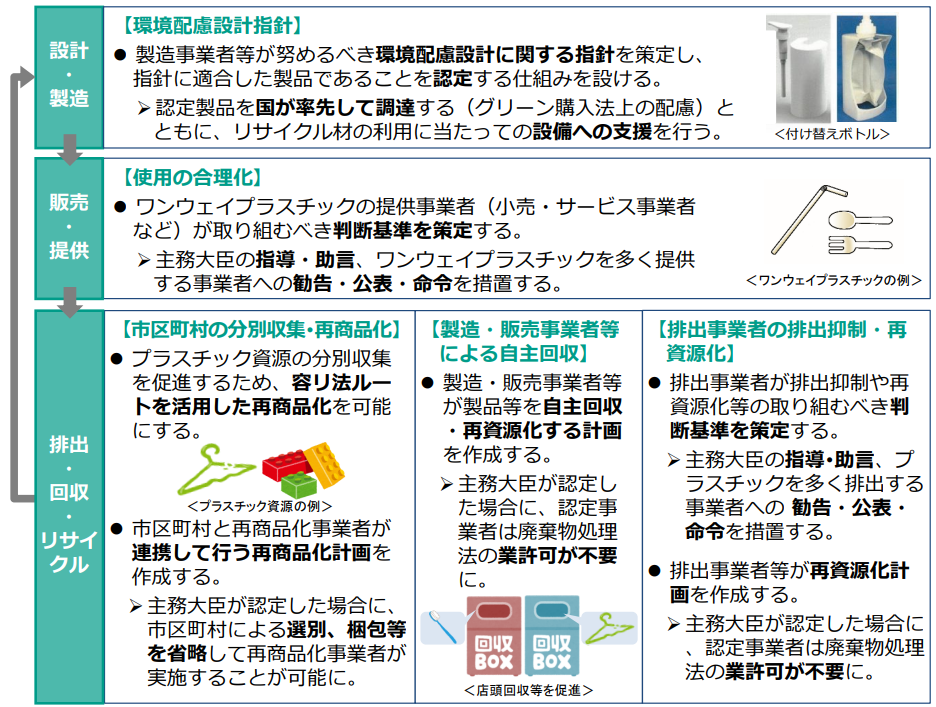 設計
・
製造
【環境配慮設計指針】
● 製造事業者等が努めるべき環境配慮設計に関する指針を策定し、
指針に適合した製品であることを認定する仕組みを設ける。
➢認定製品を国が率先して調達する（グリーン購入法上の配慮）と
ともに、リサイクル材の利用に当たっての設備への支援を行う。
＜付け替えボトル＞
販売
・
提供
【使用の合理化】
● ワンウェイプラスチックの提供事業者（小売・サービス事業者
など）が取り組むべき判断基準を策定する。
➢主務大臣の指導・助言、ワンウェイプラスチックを多く提供
する事業者への勧告・公表・命令を措置する。
＜ワンウェイプラスチックの例＞
排出
・
回収
・
リサイ
クル
【市区町村の分別収集・再商品化】
● プラスチック資源の分別収集
を促進するため、容リ法ルー
トを活用した再商品化を可能
にする。
＜プラスチック資源の例＞
● 市区町村と再商品化事業者が
連携して行う再商品化計画を
作成する。
➢主務大臣が認定した場合に、
市区町村による選別、梱包等
を省略して再商品化事業者が
実施することが可能に。
【製造・販売事業者等
による自主回収】
● 製造・販売事業者等
が製品等を自主回収
・再資源化する計画
を作成する。
➢主務大臣が認定し
た場合に、認定事
業者は廃棄物処理
法の業許可が不要
に。
回収
BOX
回収
BOX
＜店頭回収等を促進＞
【排出事業者の排出抑制・再
資源化】
● 排出事業者が排出抑制や再
資源化等の取り組むべき判
断基準を策定する。
➢主務大臣の指導・助言、プ
ラスチックを多く排出する
事業者への 勧告・公表・
命令を措置する。
● 排出事業者等が再資源化計
画を作成する。
➢主務大臣が認定した場合に
、認定事業者は廃棄物処理
法の業許可が不要に。